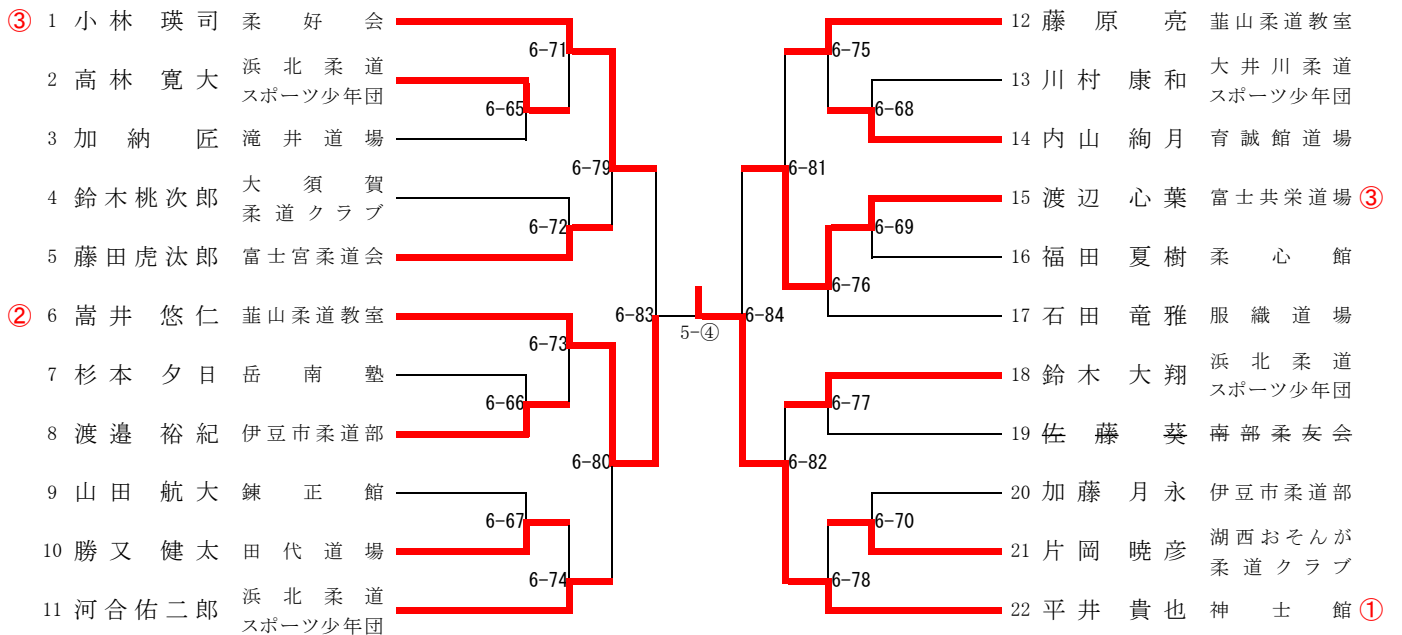 ③ 1 小林 瑛司 柔好会
2 高林 寛大 浜北柔道
スポーツ少年団
3 加納 匠 滝井道場
4 鈴木桃次郎 大須賀
柔道クラブ
5 藤田虎汰郎 富士宮柔道会
② 6 嵩井 悠仁 韮山柔道教室
7 杉本 夕日 岳南塾
8 渡邉 裕紀 伊豆市柔道部
9 山田 航大 錬正館
10 勝又 健太 田代道場
11 河合佑二郎 浜北柔道
スポーツ少年団
6-71
6-65
6-79
6-72
6-83
6-73
6-66
6-80
6-67
6-74
5-④
6-75
6-68
6-81
6-69
6-76
6-84
6-77
6-82
6-70
6-78
12 藤原 亮 韮山柔道教室
13 川村 康和 大井川柔道
スポーツ少年団
14 内山 絢月 育誠館道場
15 渡辺 心葉 富士共栄道場 ③
16 福田 夏樹 柔心館
17 石田 竜雅 服織道場
18 鈴木 大翔 浜北柔道
スポーツ少年団
19 佐藤 葵 南部柔友会
20 加藤 月永 伊豆市柔道部
21 片岡 暁彦 湖西おそんが
柔道クラブ
22 平井 貴也 神士館 ①